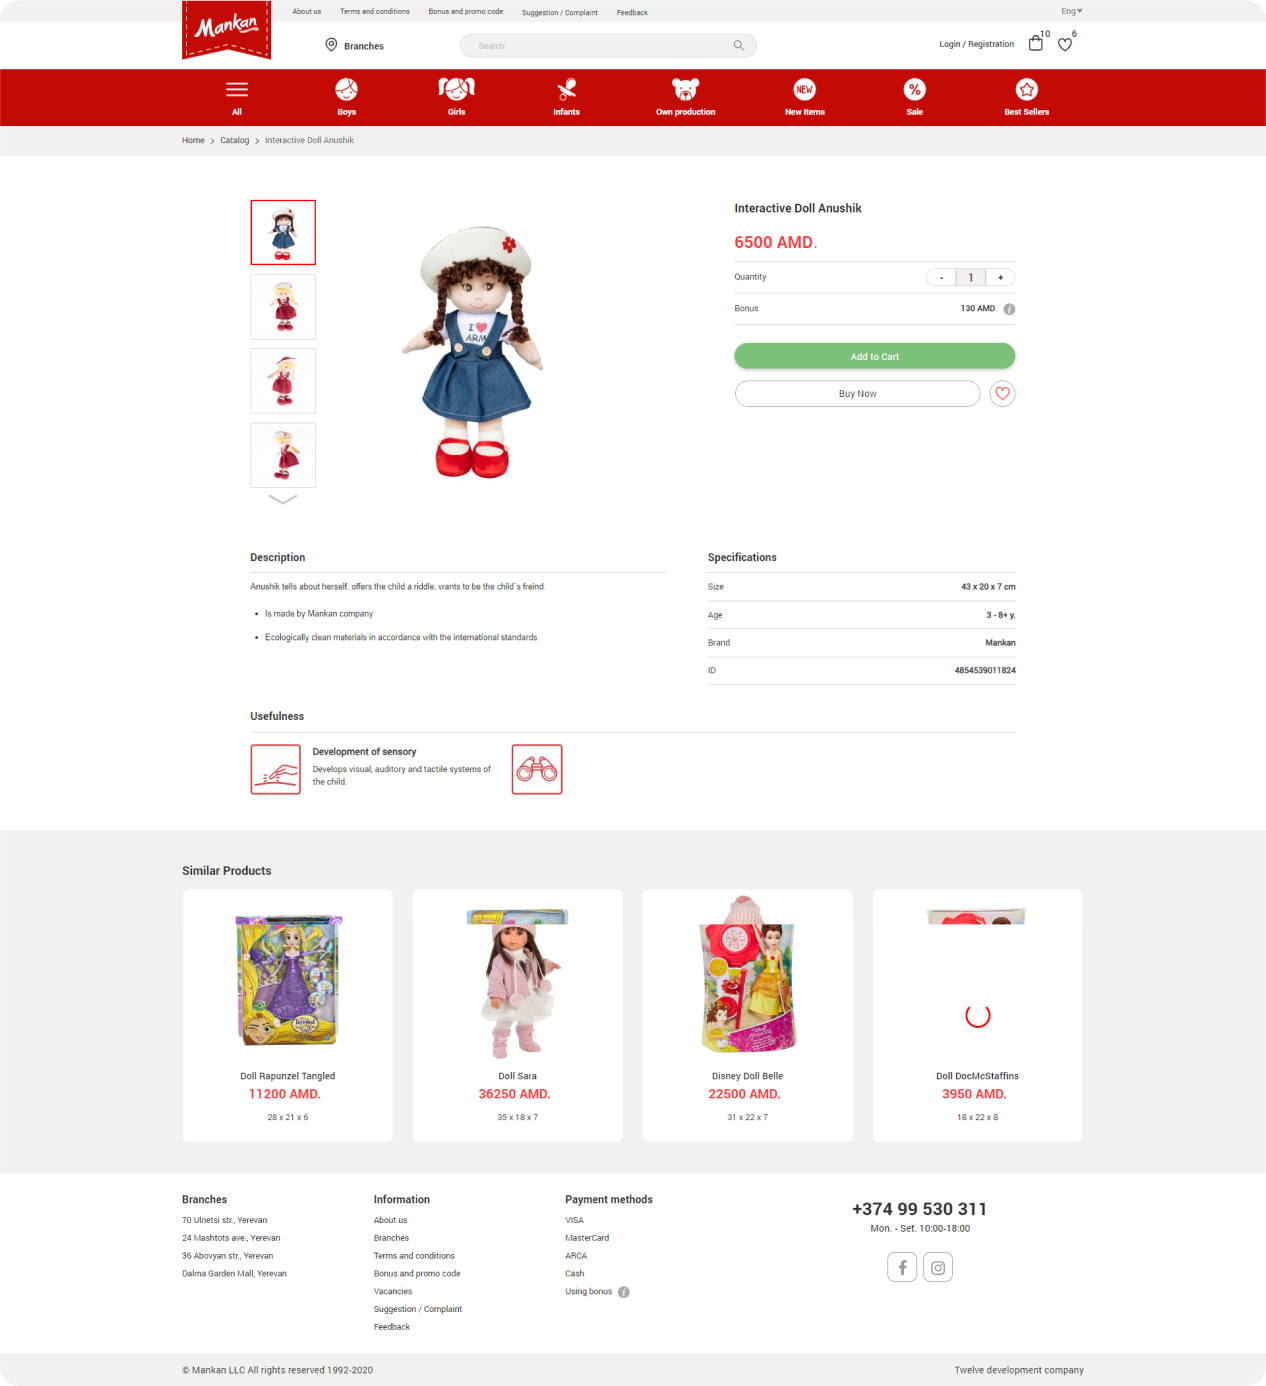 About us Terms and conditions Bonus and promo code Suggestion / Complaint Feedback Eng
Mankan
Branches Search Login / Registration 10 6
NEW %
All Boys Girls Infants Own production New Items Sale Best Sellers
Home > Catalog > Interactive Doll Anushik
Interactive Doll Anushik
6500 AMD.
Quantity - 1 +
Bonus 130 AMD. i
I ARM
Add to Cart
Buy Now
Description
Anushik tells about herself, offers the child a riddle, wants to be the child`s freind.
• Is made by Mankan company
• Ecologically clean materials in accordance with the international standards.
Specifications
Size 43 x 20 x 7 cm
Age 3 - 8+ y.
Brand Mankan
ID 4854539011824
Usefulness
Development of sensory
Develops visual, auditory and tactile systems of
the child.
Similar Products
Doll Rapunzel Tangled
11200 AMD.
28 x 21 x 6
Doll Sara
36250 AMD.
35 x 18 x 7
Disney Doll Belle
22500 AMD.
31 x 22 x 7
Doll DocMcStaffins
3950 AMD.
18 x 22 x 8
Branches
70 Ulnetsi str., Yerevan
24 Mashtots ave., Yerevan
36 Abovyan str., Yerevan
Dalma Garden Mall, Yerevan
Information
About us
Branches
Terms and conditions
Bonus and promo code
Vacancies
Suggestion / Complaint
Feedback
Payment methods
VISA
MasterCard
ARCA
Cash
Using bonus i
+374 99 530 311
Mon. - Set. 10:00-18:00
© Mankan LLC All rights reserved 1992-2020
Twelve development company